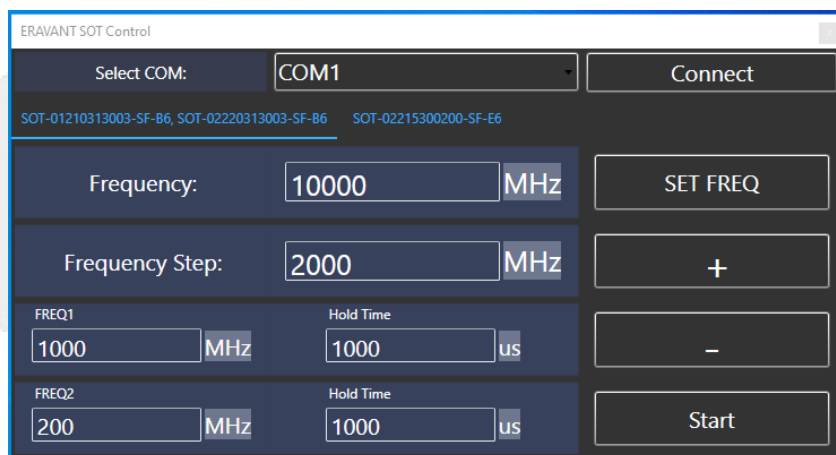 ERAVANT SOT Control
Select COM: COM1 Connect
SOT-01210313003-SF-B6, SOT-02220313003-SF-B6 SOT-02215300200-SF-E6
Frequency: 10000 MHz SET FREQ
Frequency Step: 2000 MHz +
FREQ1 Hold Time
1000 MHz 1000 us -
FREQ2 Hold Time
200 MHz 1000 us Start